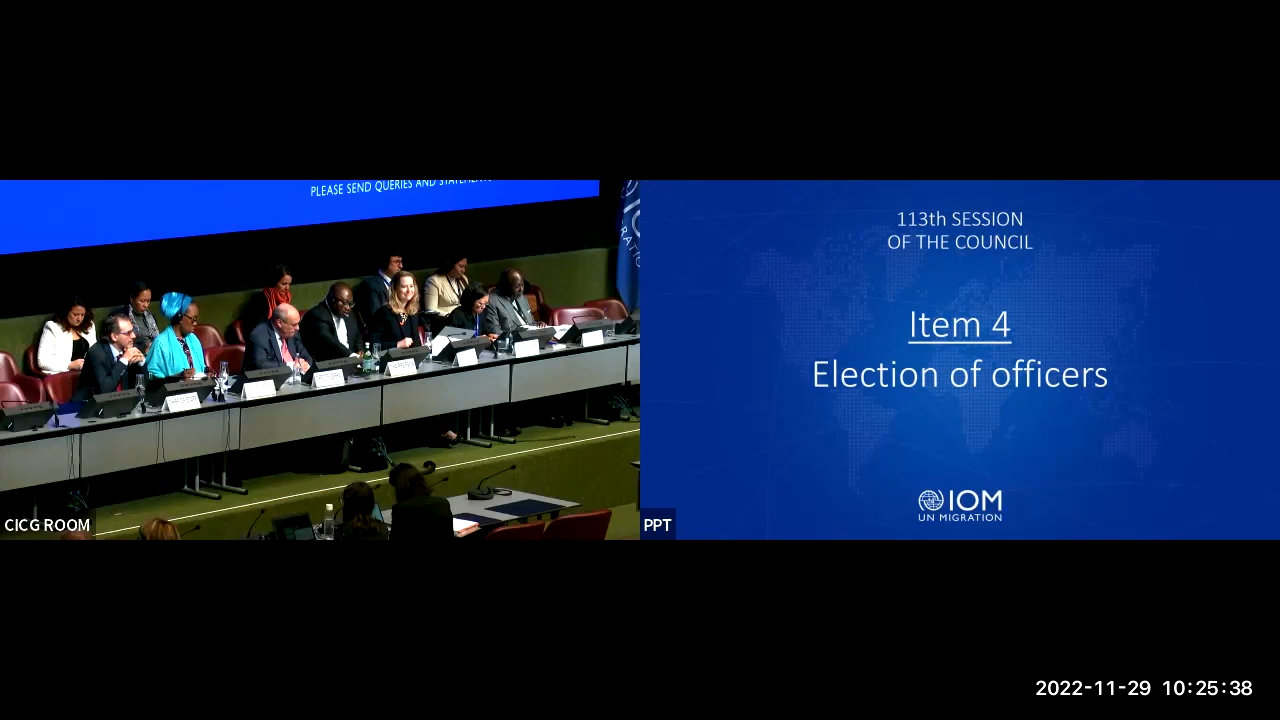 PLEASE SEND QUERIES AND STATEMENTS
CICG ROOM
113th SESSION
OF THE COUNCIL
Item 4
Election of officers
IOM
UN MIGRATION
PPT
2022-11-29 10:25:38